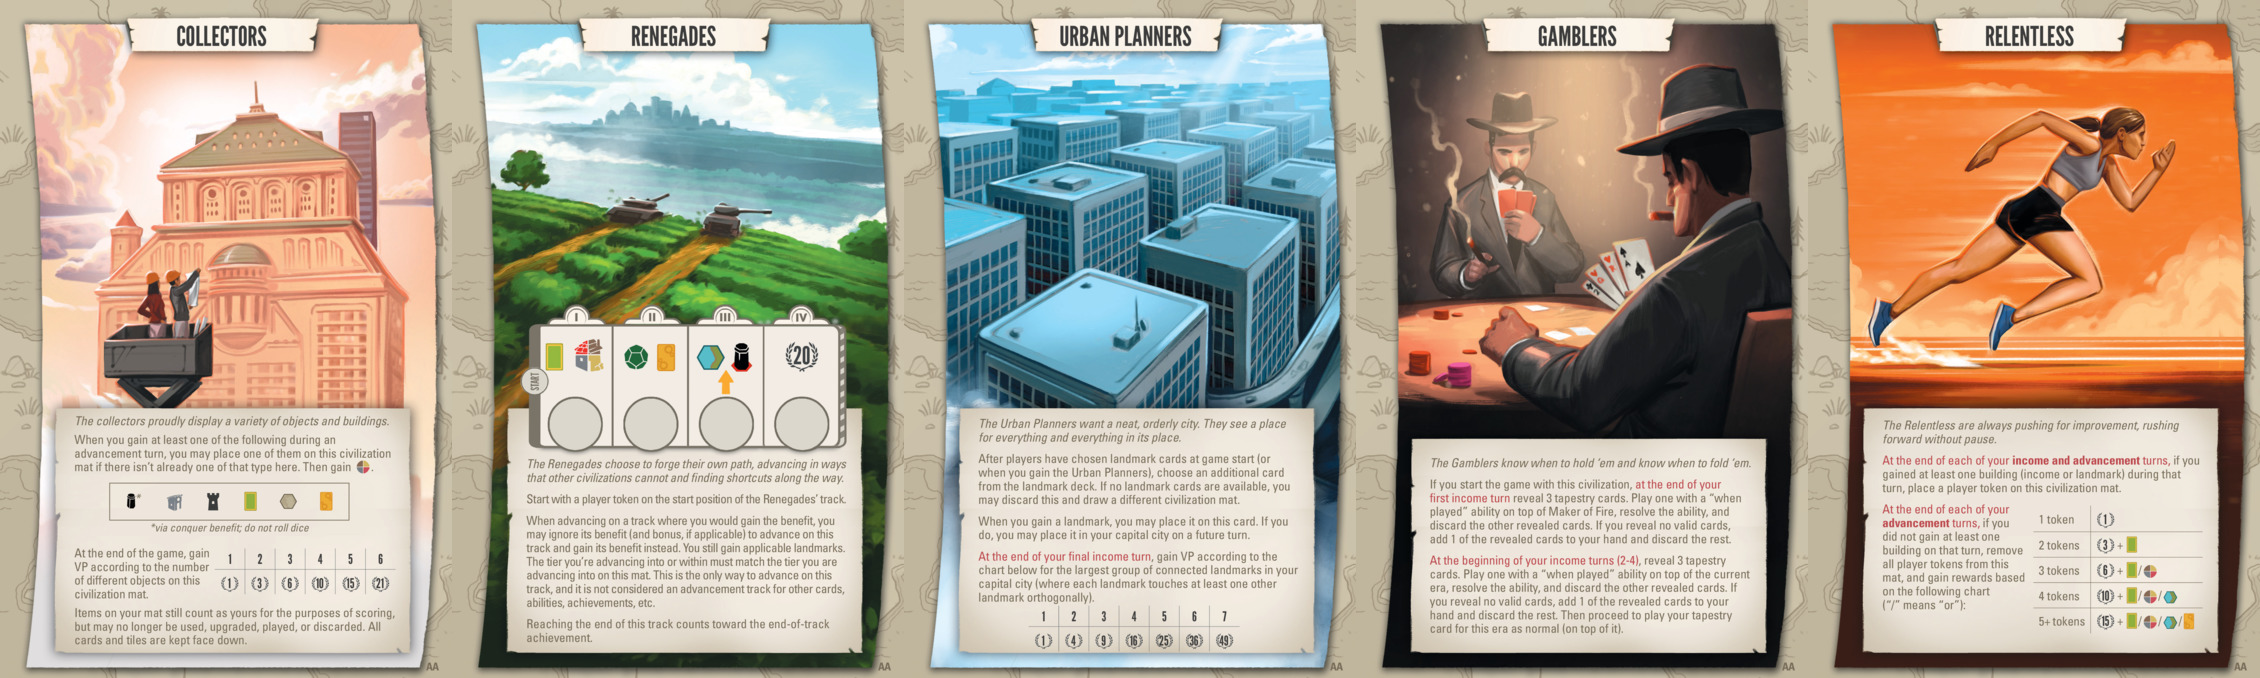 COLLECTORS
The collectors proudly display a variety of objects and buildings.
When you gain at least one of the following during an
advancement turn, you may place one of them on this civilization
mat if there isn't already one of that type here. Then gain .
*
*via conquer benefit; do not roll dice
At the end of the game, gain
VP according to the number
of different objects on this
civilization mat.
1 2 3 4 5 6
1 3 6 10 15 21
Items on your mat still count as yours for the purposes of scoring,
but may no longer be used, upgraded, played, or discarded. All
cards and tiles are kept face down.
AA
RENEGADES
I II III IV
20
START
The Renegades choose to forge their own path, advancing in ways
that other civilizations cannot and finding shortcuts along the way.
Start with a player token on the start position of the Renegades' track.
When advancing on a track where you would gain the benefit, you
may ignore its benefit (and bonus, if applicable) to advance on this
track and gain its benefit instead. You still gain applicable landmarks.
The tier you're advancing into or within must match the tier you are
advancing into on this mat. This is the only way to advance on this
track, and it is not considered an advancement track for other cards,
abilities, achievements, etc.
Reaching the end of this track counts toward the end-of-track
achievement.
AA
URBAN PLANNERS
The Urban Planners want a neat, orderly city. They see a place
for everything and everything in its place.
After players have chosen landmark cards at game start (or
when you gain the Urban Planners), choose an additional card
from the landmark deck. If no landmark cards are available, you
may discard this and draw a different civilization mat.
When you gain a landmark, you may place it on this card. If you
do, you may place it in your capital city on a future turn.
At the end of your final income turn, gain VP according to the
chart below for the largest group of connected landmarks in your
capital city (where each landmark touches at least one other
landmark orthogonally).
1 2 3 4 5 6 7
1 4 9 16 25 36 49
AA
GAMBLERS
The Gamblers know when to hold 'em and know when to fold 'em.
If you start the game with this civilization, at the end of your
first income turn reveal 3 tapestry cards. Play one with a "when
played" ability on top of Maker of Fire, resolve the ability, and
discard the other revealed cards. If you reveal no valid cards,
add 1 of the revealed cards to your hand and discard the rest.
At the beginning of your income turns (2-4), reveal 3 tapestry
cards. Play one with a "when played" ability on top of the current
era, resolve the ability, and discard the other revealed cards. If
you reveal no valid cards, add 1 of the revealed cards to your
hand and discard the rest. Then proceed to play your tapestry
card for this era as normal (on top of it).
AA
RELENTLESS
The Relentless are always pushing for improvement, rushing
forward without pause.
At the end of each of your income and advancement turns, if you
gained at least one building (income or landmark) during that
turn, place a player token on this civilization mat.
At the end of each of your
advancement turns, if you
did not gain at least one
building on that turn, remove
all player tokens from this
mat, and gain rewards based
on the following chart
("/" means "or"):
1 token 1
2 tokens 3 +
3 tokens 6 + /
4 tokens 10 + / /
5+ tokens 15 + / / /
AA